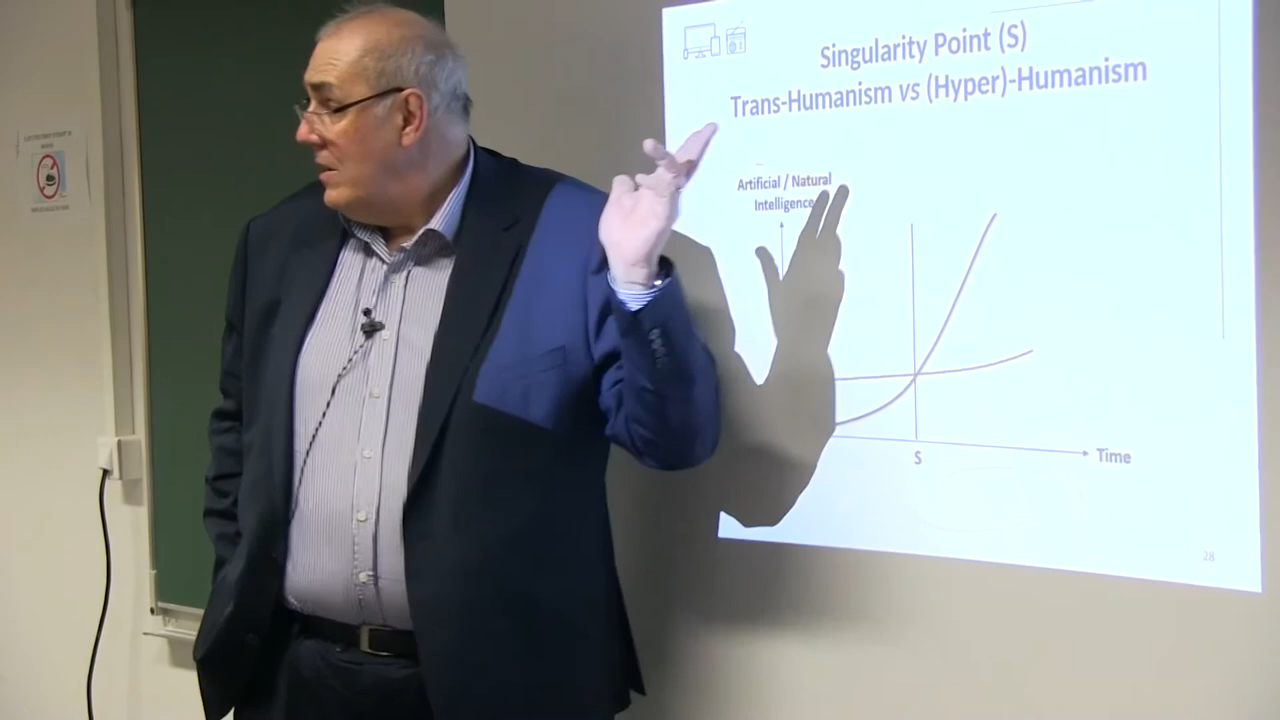 Singularity Point (S)
Trans-Humanism vs (Hyper)-Humanism
Artificial / Natural
Intelligence
S
Time
28